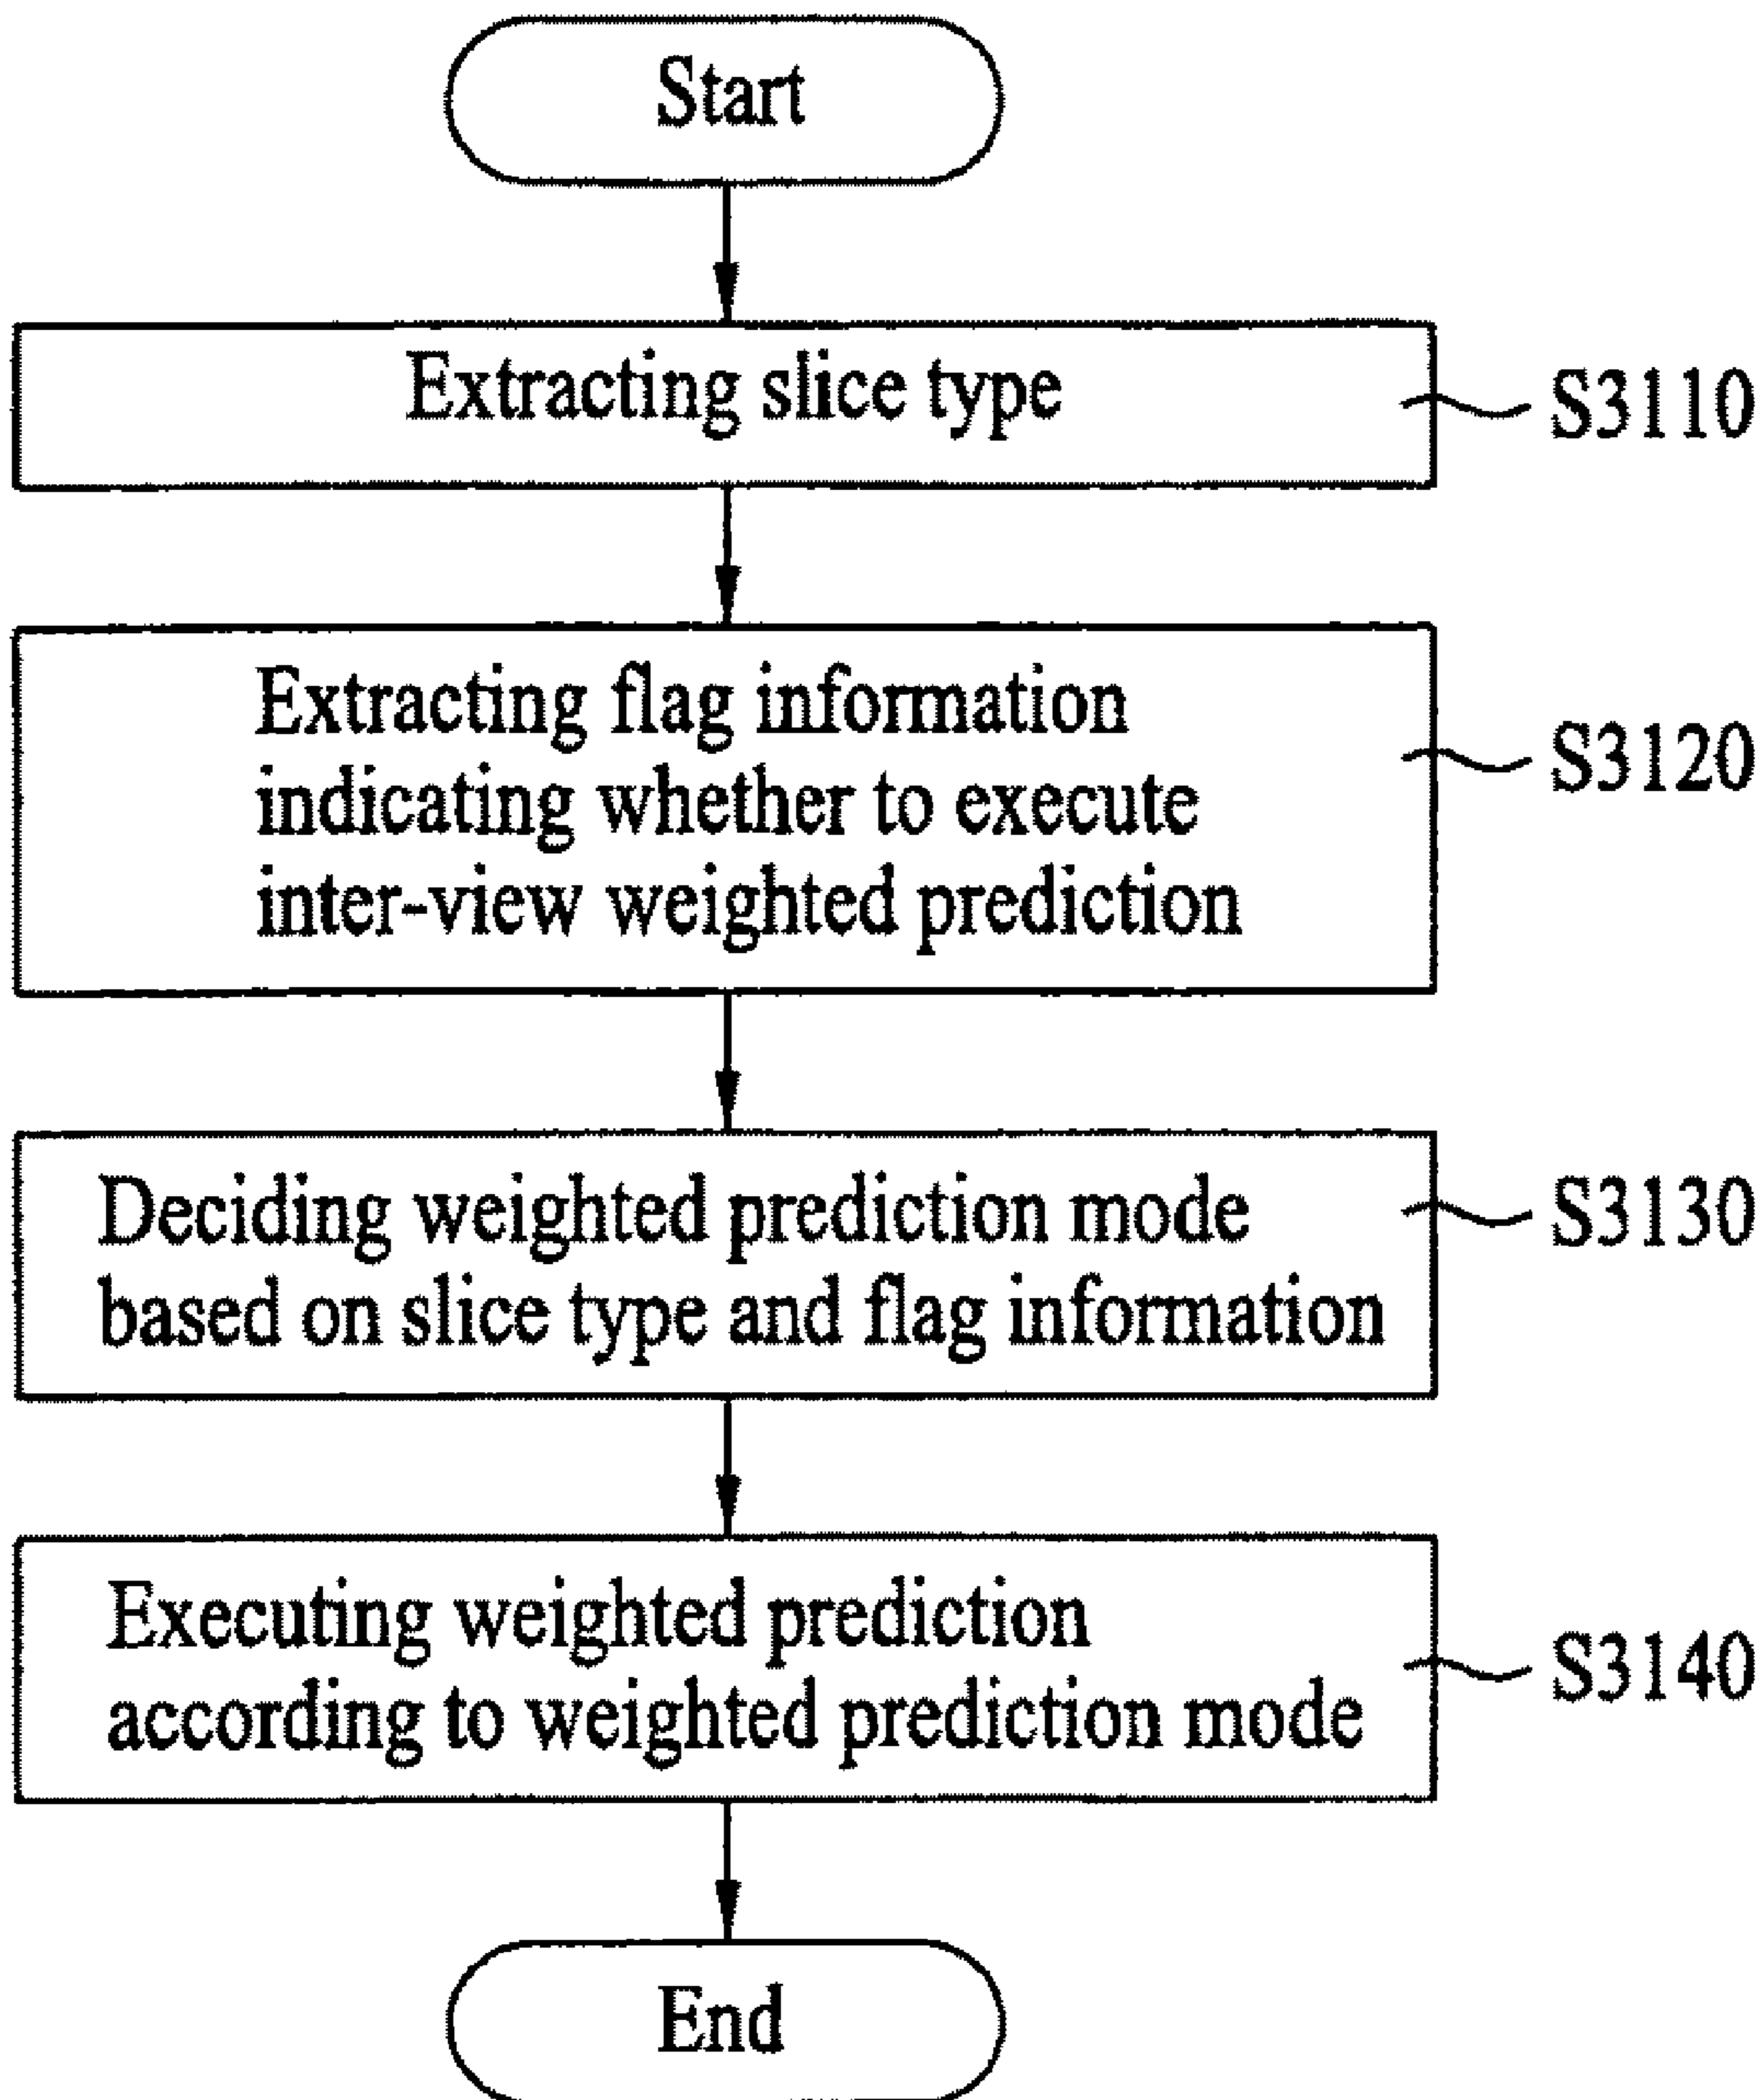 Start
Extracting slice type
S3110
Extracting flag information
indicating whether to execute
inter-view weighted prediction
S3120
Deciding weighted prediction mode
based on slice type and flag information
S3130
Executing weighted prediction
according to weighted prediction mode
S3140
End